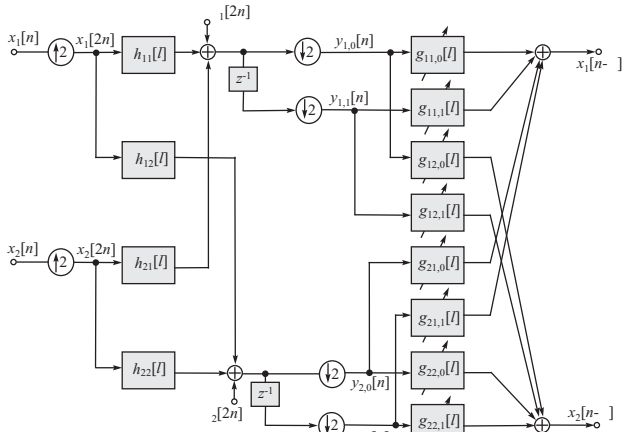 ₁[2n]
x₁[n] x₁[2n] h₁₁[l] y₁,₀[n] g₁₁,₀[l]
↑2 ↓2
x₁[n- ]
z⁻¹
y₁,₁[n] g₁₁,₁[l]
↓2
h₁₂[l] g₁₂,₀[l]
g₁₂,₁[l]
x₂[n] x₂[2n] h₂₁[l] g₂₁,₀[l]
↑2
g₂₁,₁[l]
h₂₂[l] ↓2 g₂₂,₀[l]
y₂,₀[n]
z⁻¹
₂[2n]
x₂[n- ]
↓2 g₂₂,₁[l]